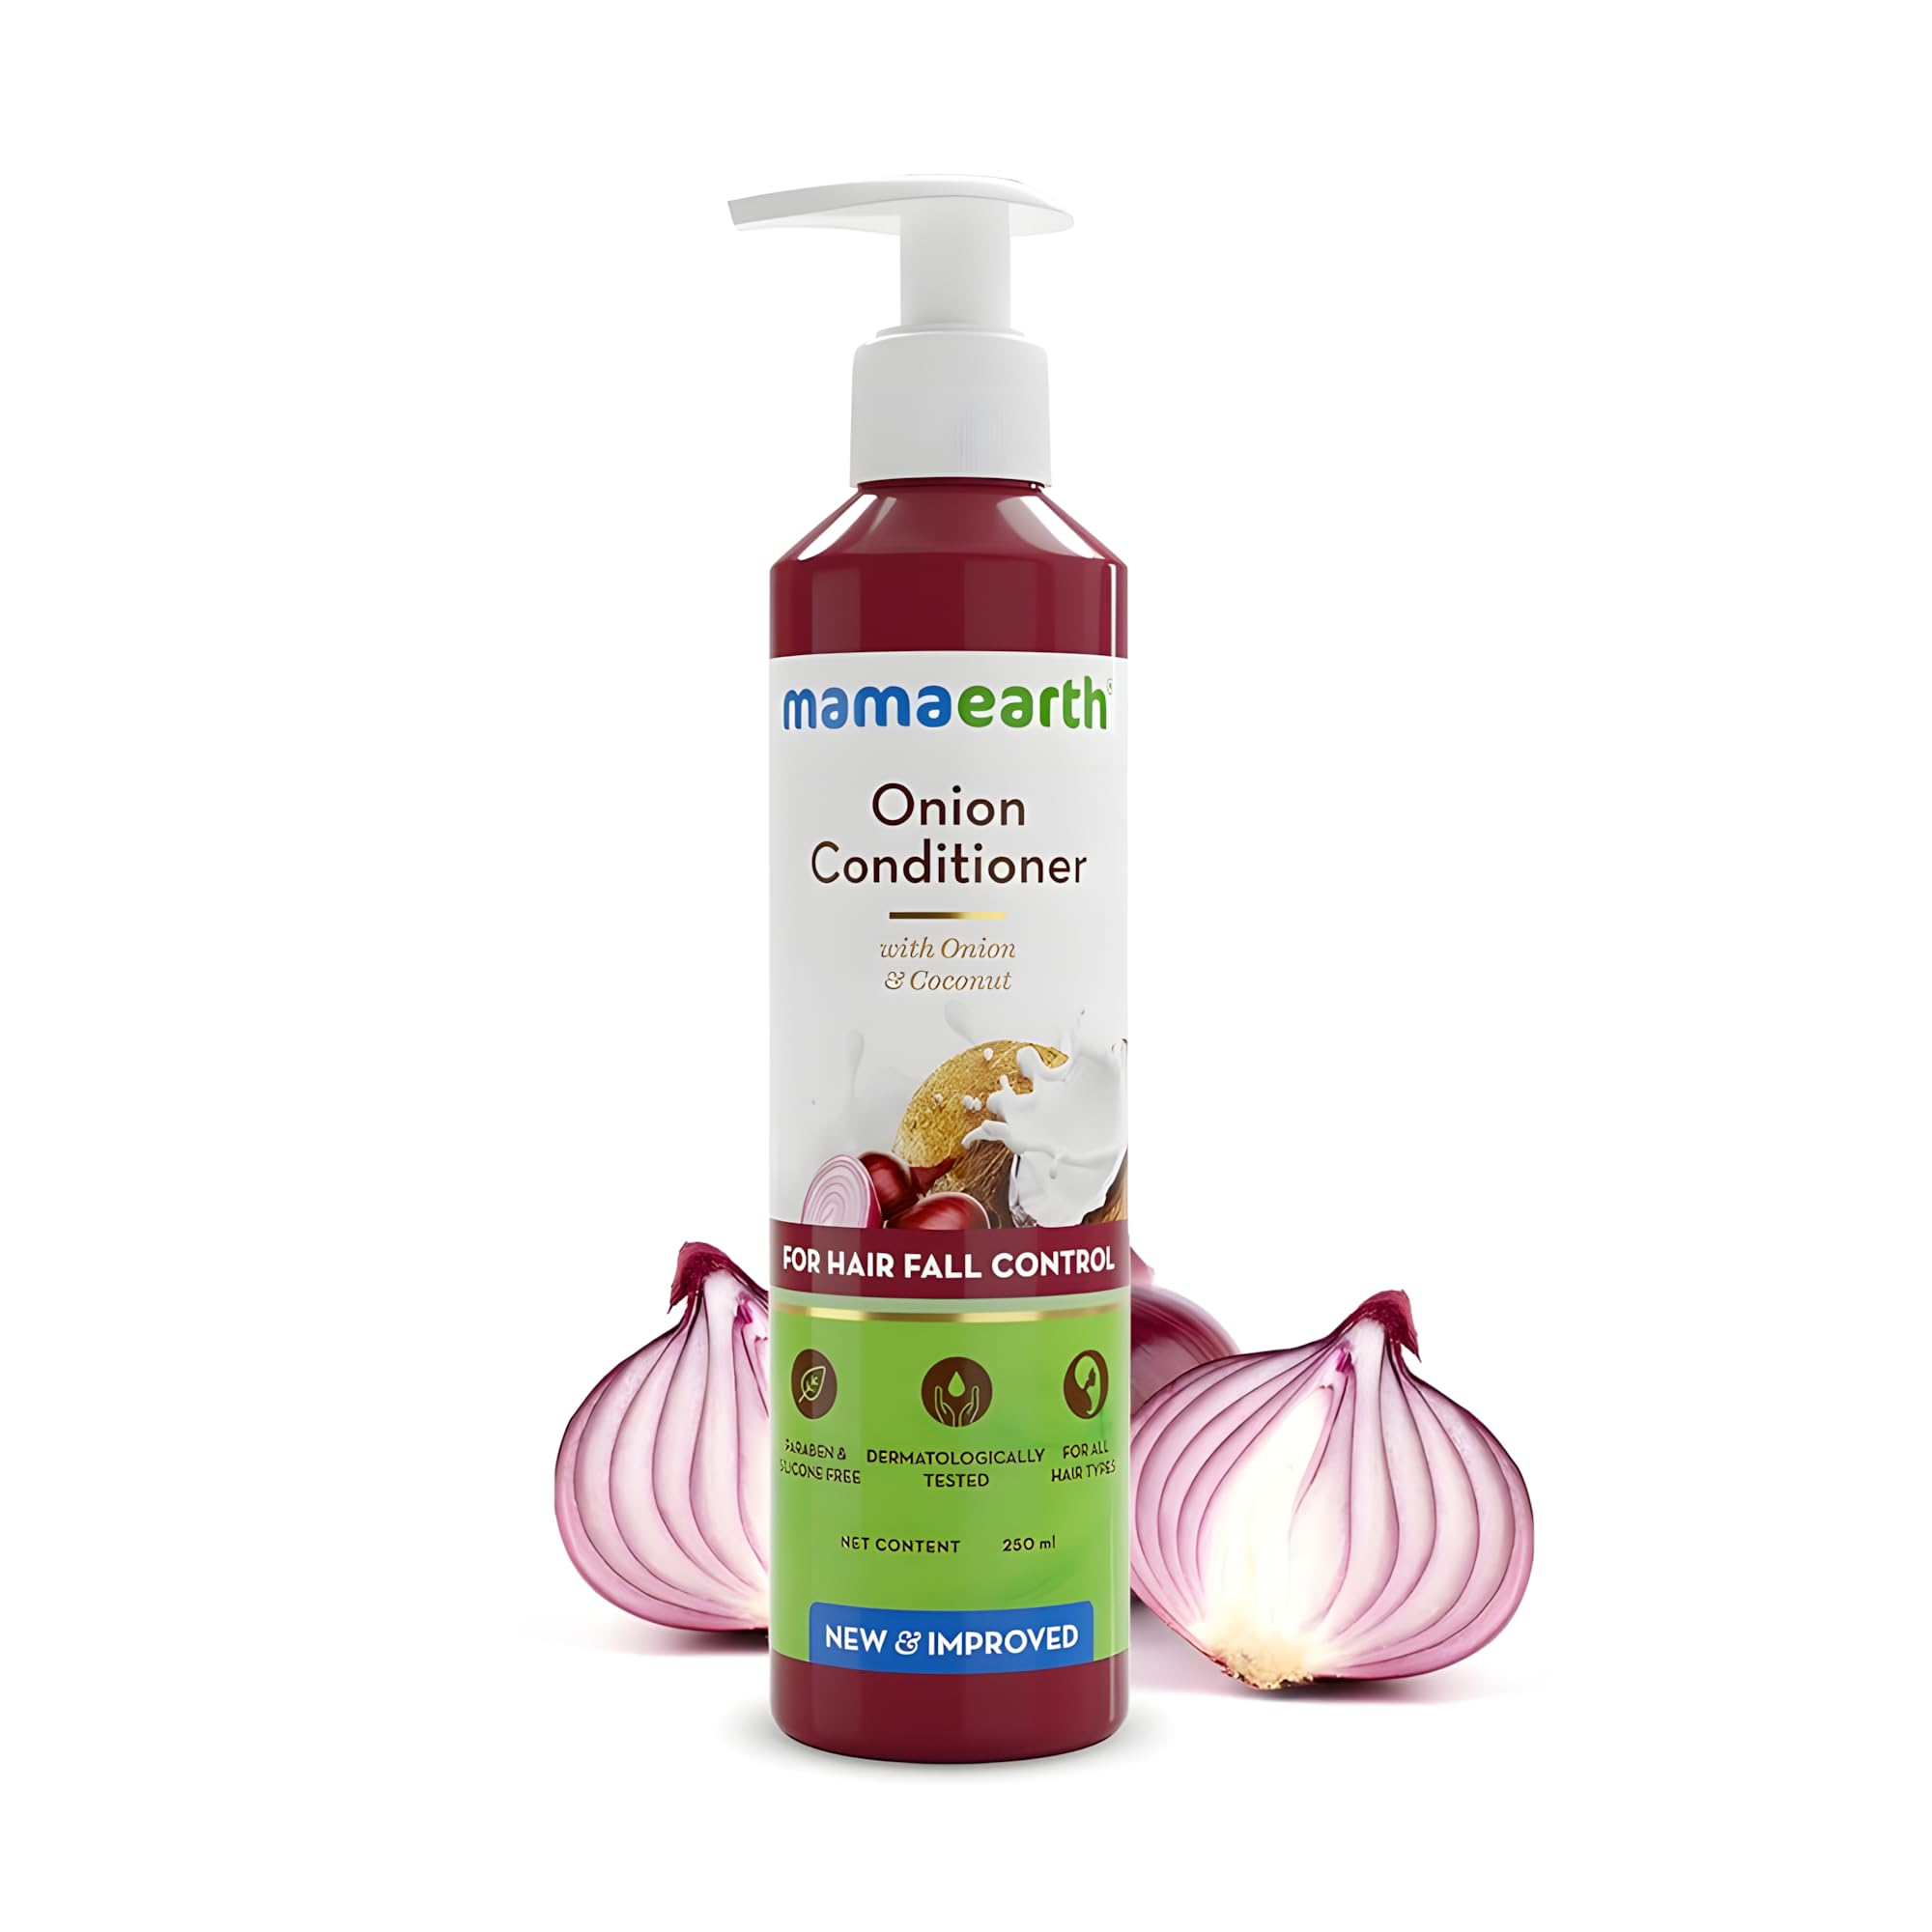 mamaearth
Onion
Conditioner
with Onion
& Coconut
FOR HAIR FALL CONTROL
PARABEN &
SILICONE FREE
DERMATOLOGICALLY
TESTED
FOR ALL
HAIR TYPES
NET CONTENT 250 ml
NEW & IMPROVED